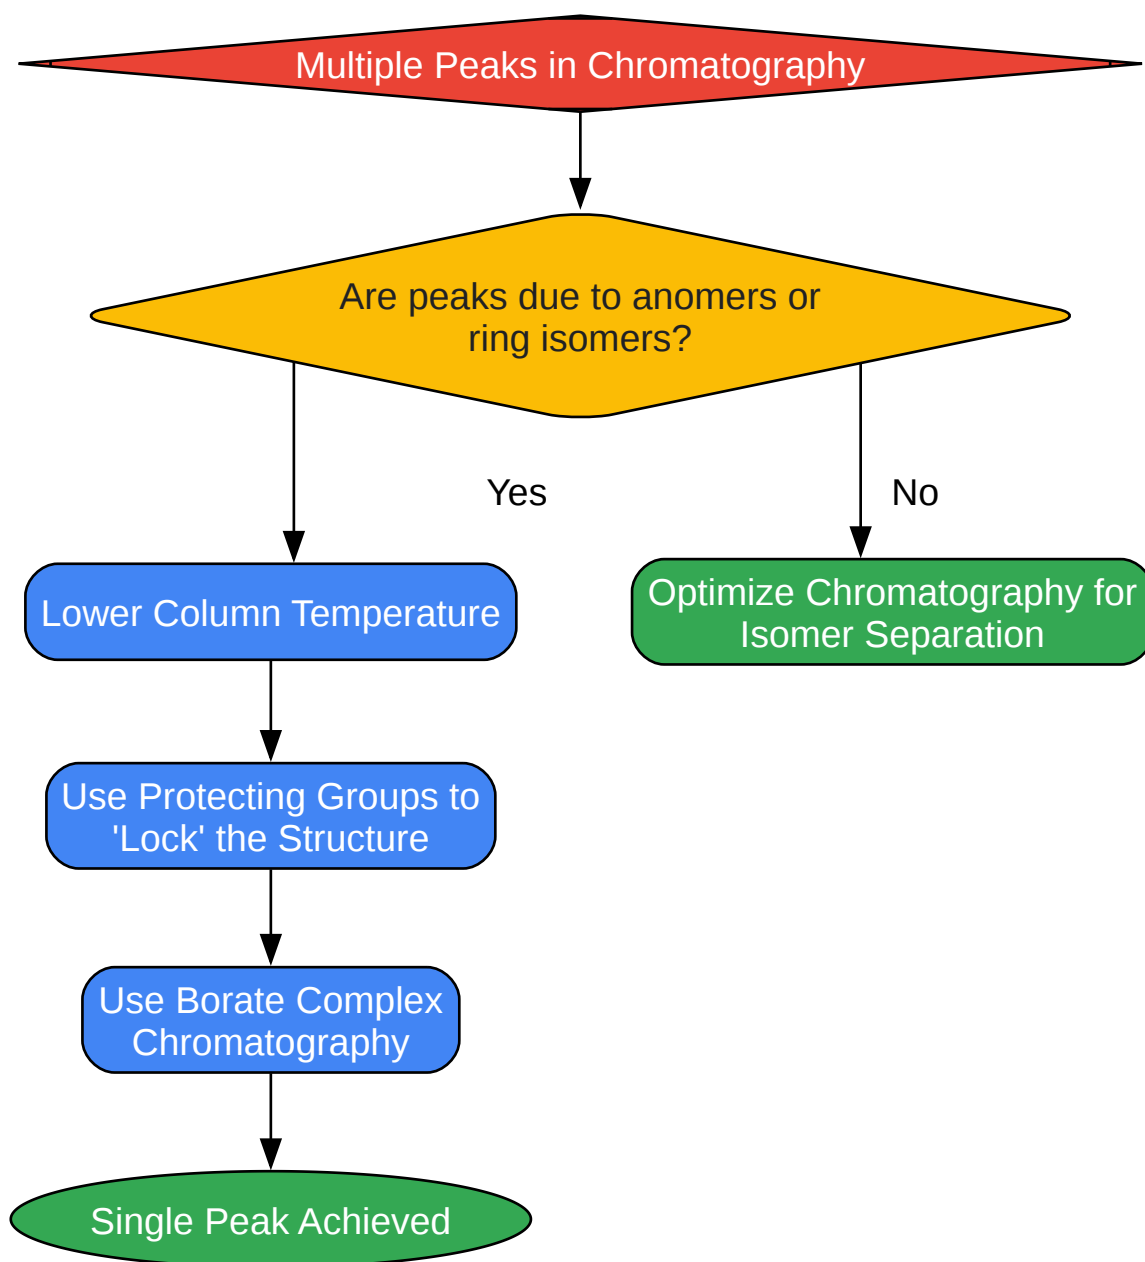 Multiple Peaks in Chromatography
Are peaks due to anomers or
ring isomers?
Yes
No
Lower Column Temperature
Optimize Chromatography for
Isomer Separation
Use Protecting Groups to
'Lock' the Structure
Use Borate Complex
Chromatography
Single Peak Achieved